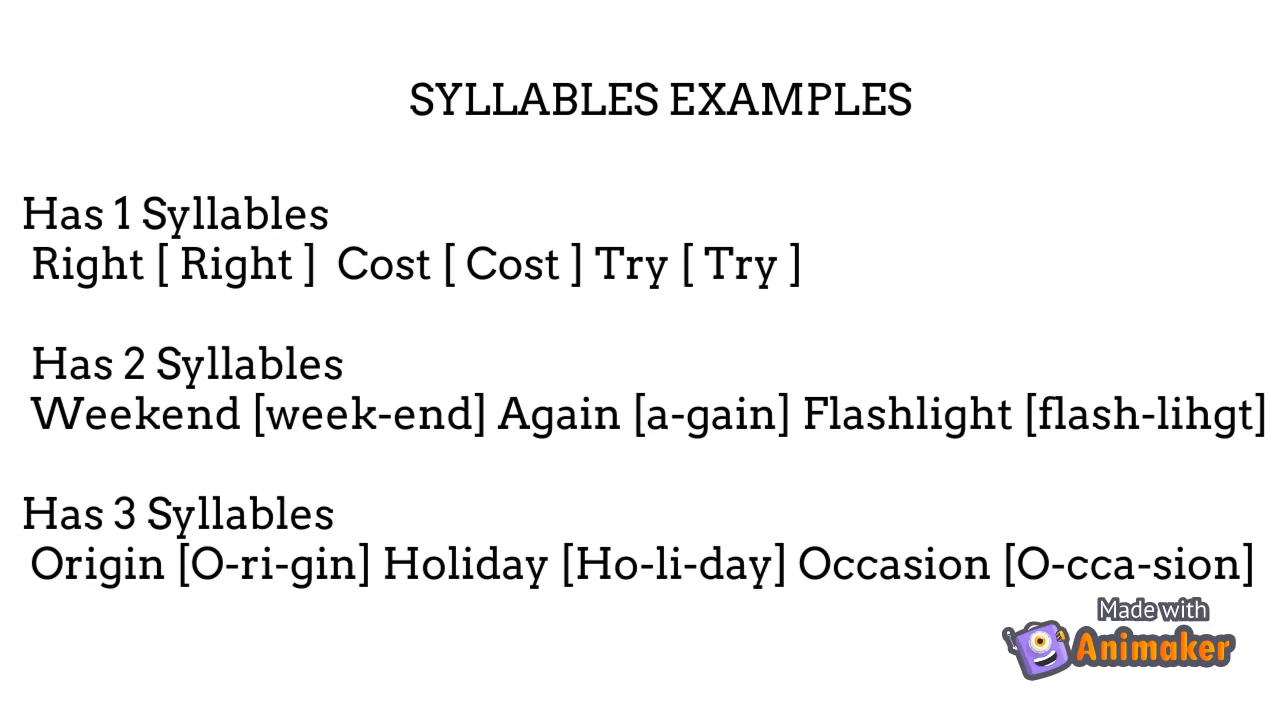 SYLLABLES EXAMPLES
Has 1 Syllables
Right [ Right ] Cost [ Cost ] Try [ Try ]
Has 2 Syllables
Weekend [week-end] Again [a-gain] Flashlight [flash-lihgt]
Has 3 Syllables
Origin [O-ri-gin] Holiday [Ho-li-day] Occasion [O-cca-sion]
Made with
Animaker